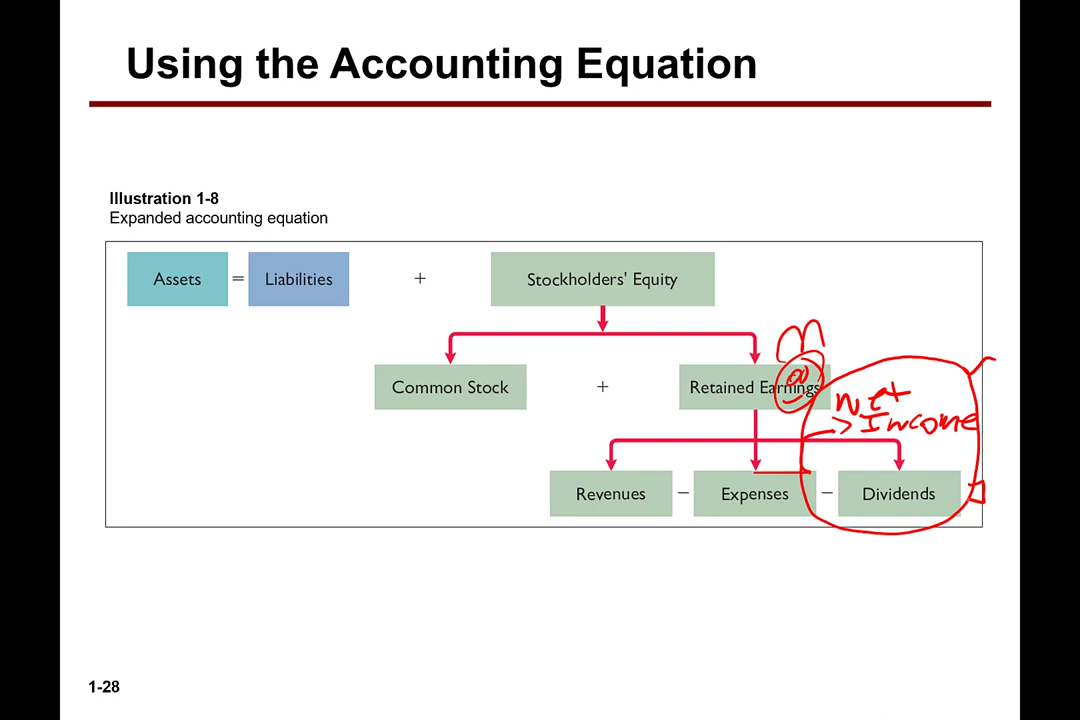 Using the Accounting Equation
Illustration 1-8
Expanded accounting equation
Assets = Liabilities + Stockholders' Equity
Common Stock + Retained Earnings
Net
> Income
Revenues − Expenses − Dividends
1-28